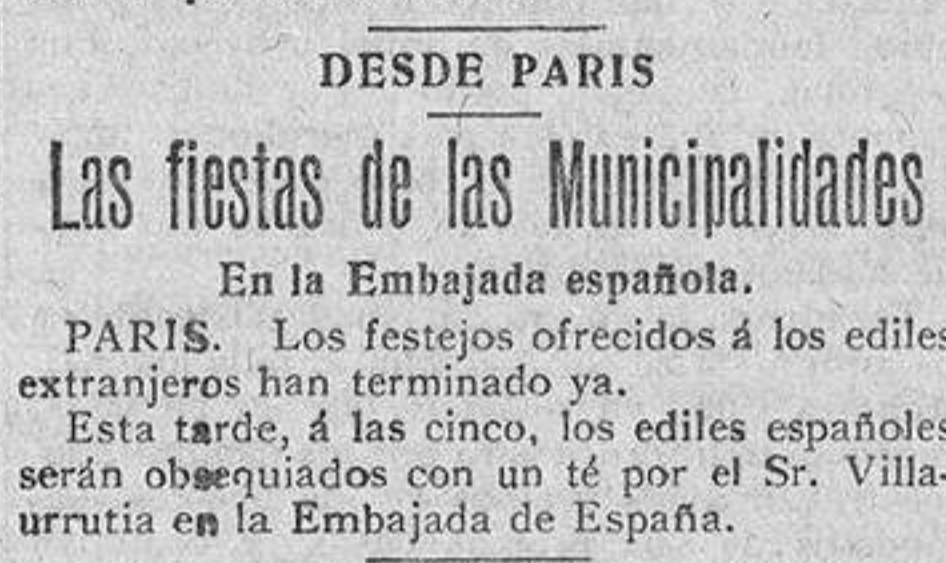 DESDE PARIS
Las fiestas de las Municipalidades
En la Embajada española.
PARIS. Los festejos ofrecidos á los ediles
extranjeros han terminado ya.
Esta tarde, á las cinco, los ediles españoles
serán obsequiados con un té por el Sr. Villa-
urrutia en la Embajada de España.